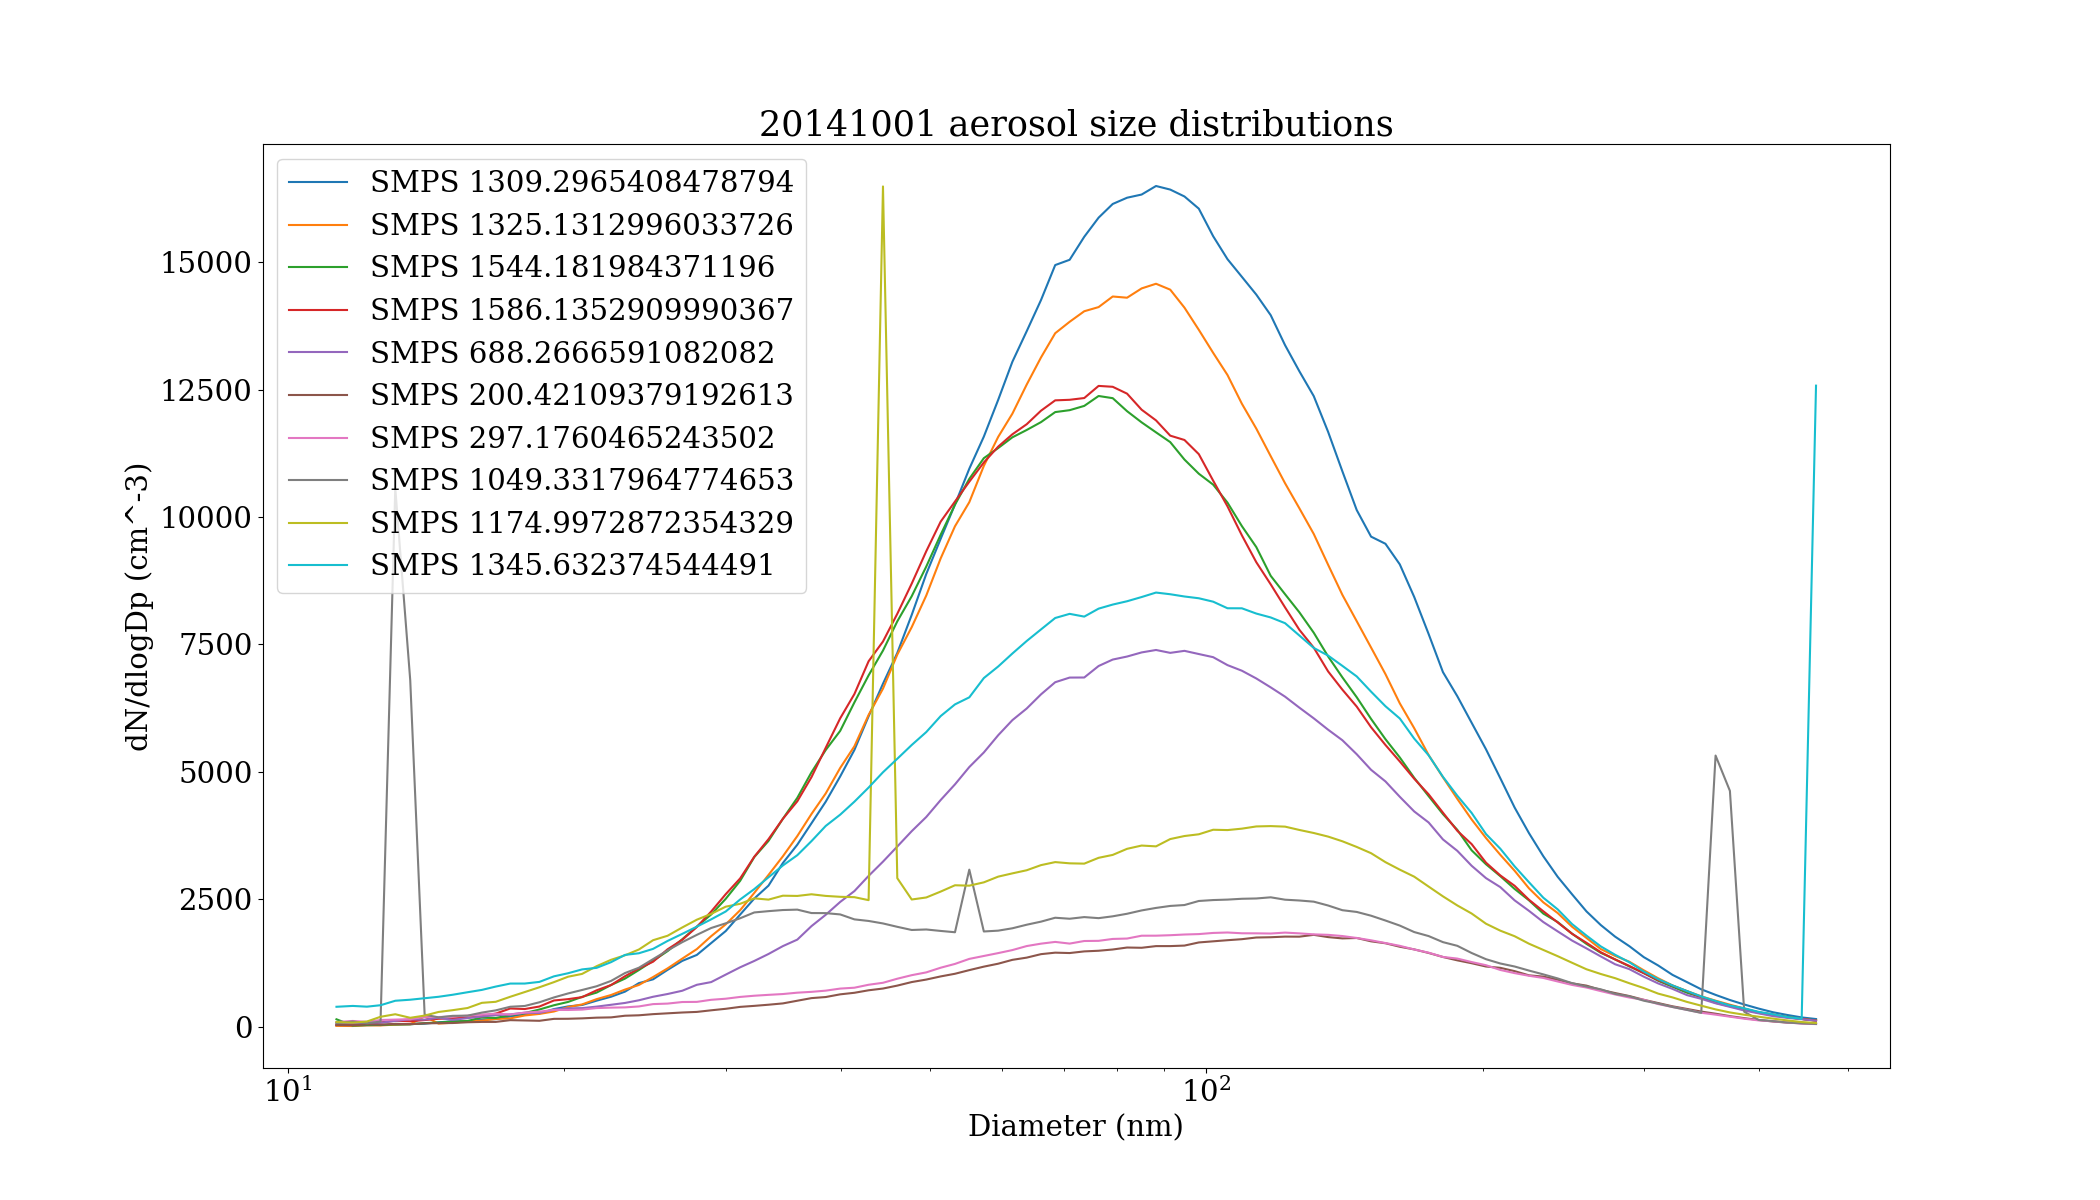 20141001 aerosol size distributions
SMPS 1309.2965408478794
SMPS 1325.1312996033726
SMPS 1544.181984371196
SMPS 1586.1352909990367
SMPS 688.2666591082082
SMPS 200.42109379192613
SMPS 297.1760465243502
SMPS 1049.3317964774653
SMPS 1174.9972872354329
SMPS 1345.632374544491
dN/dlogDp (cm^-3)
15000
12500
10000
7500
5000
2500
0
10¹ 10²
Diameter (nm)